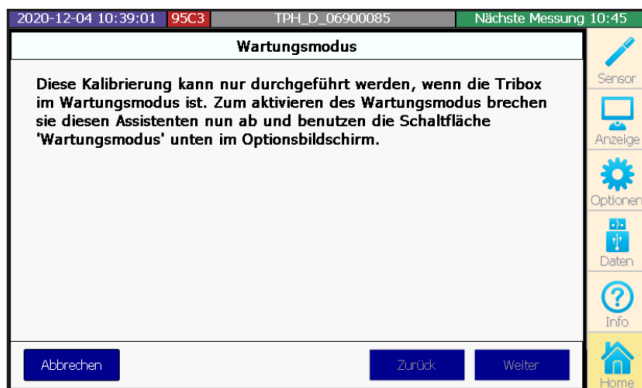 2020-12-04 10:39:01 95C3 TPH_D_06900085 Nächste Messung 10:45
Wartungsmodus
Diese Kalibrierung kann nur durchgeführt werden, wenn die Tribox
im Wartungsmodus ist. Zum aktivieren des Wartungsmodus brechen
sie diesen Assistenten nun ab und benutzen die Schaltfläche
'Wartungsmodus' unten im Optionsbildschirm.
Abbrechen Zurück Weiter
Sensor
Anzeige
Optionen
Daten
Info
Home